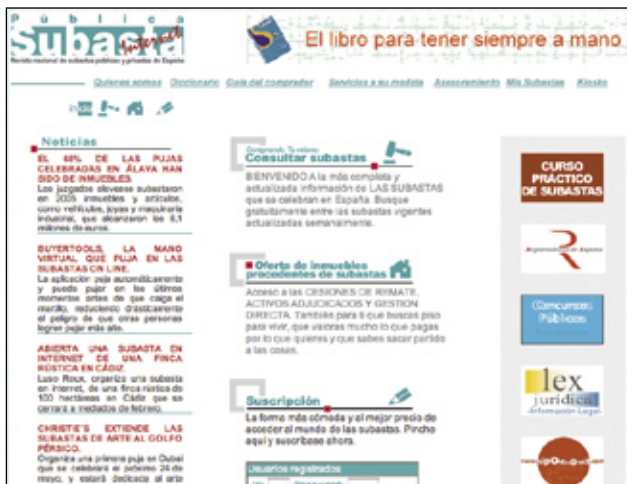 Pública
Subasta
Internet
Revista nacional de subastas públicas y privadas de España
El libro para tener siempre a mano
Quienes somos Diccionario Guía del comprador Servicios a su medida Asesoramiento Mis Subastas Kiosko
Noticias
EL 48% DE LAS PUJAS
CELEBRADAS EN ÁLAVA HAN
SIDO DE INMUEBLES.
Los juzgados alaveses subastaron
en 2005 inmuebles y artículos,
como vehículos, joyas y maquinaria
industrial, que alcanzaron los 6,1
millones de euros.
BUYERTOOLS, LA MANO
VIRTUAL QUE PUJA EN LAS
SUBASTAS ON LINE.
La aplicación puja automáticamente
y puede pujar en los últimos
momentos antes de que caiga el
martillo, reduciendo drásticamente
el peligro de que otras personas
logren pujar más alto.
ABIERTA UNA SUBASTA EN
INTERNET DE UNA FINCA
RÚSTICA EN CÁDIZ.
Luso Roux, organiza una subasta
en internet, de una finca rústica de
100 hectáreas en Cádiz que se
cerrará a mediados de febrero.
CHRISTIE'S EXTIENDE LAS
SUBASTAS DE ARTE AL GOLFO
PÉRSICO.
Organiza una primera puja en Dubai
que se celebrará el próximo 24 de
mayo, y estará dedicada al arte
Comprando Tu mismo
Consultar subastas
BIENVENIDO A la más completa y
actualizada información de LAS SUBASTAS
que se celebran en España. Busque
gratuitamente entre las subastas vigentes
actualizadas semanalmente.
Oferta de inmuebles
procedentes de subastas
Acceso a las CESIONES DE REMATE,
ACTIVOS ADJUDICADOS Y GESTION
DIRECTA. También para ti que buscas piso
para vivir, que valoras mucho lo que pagas
por lo que quieres y que sabes sacar partido
a las cosas.
Suscripción
La forma más cómoda y al mejor precio de
acceder al mundo de las subastas. Pinche
aquí y suscríbase ahora.
Usuarios registrados
CURSO
PRÁCTICO
DE SUBASTAS
Registradores de España
Concursos
Públicos
lex
jurídica
Información Legal